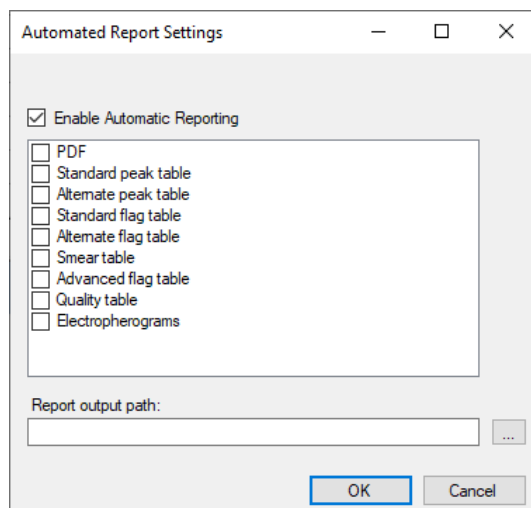 Automated Report Settings
Enable Automatic Reporting
PDF
Standard peak table
Alternate peak table
Standard flag table
Alternate flag table
Smear table
Advanced flag table
Quality table
Electropherograms
Report output path:
...
OK Cancel